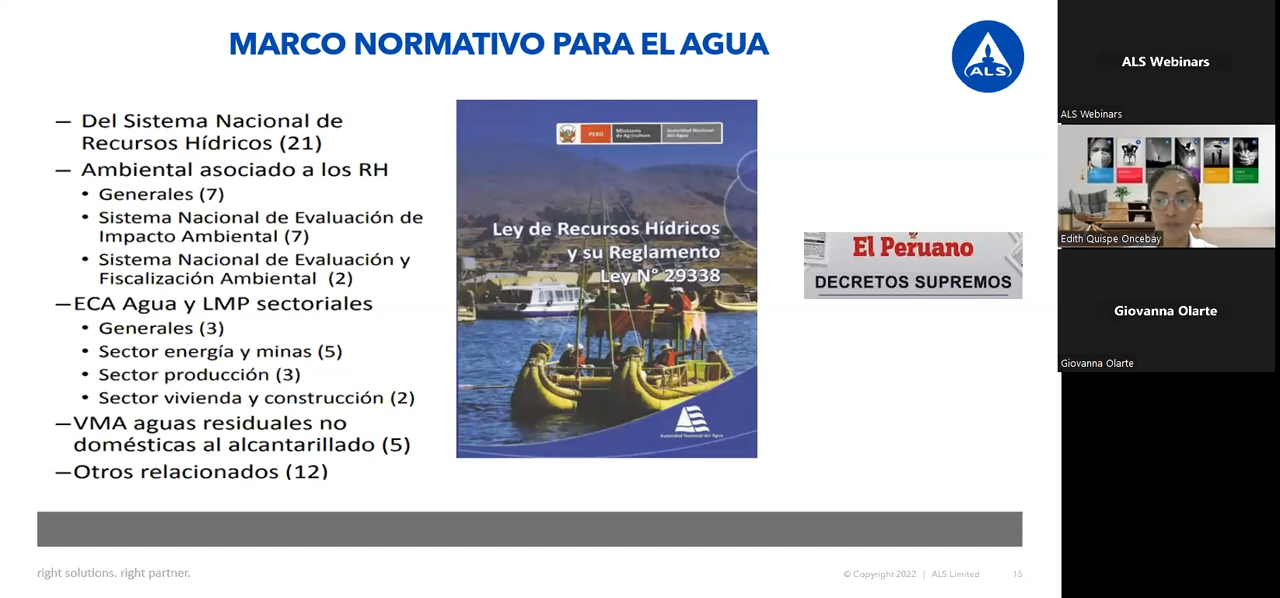 MARCO NORMATIVO PARA EL AGUA
ALS
— Del Sistema Nacional de
Recursos Hídricos (21)
— Ambiental asociado a los RH
• Generales (7)
• Sistema Nacional de Evaluación de
Impacto Ambiental (7)
• Sistema Nacional de Evaluación y
Fiscalización Ambiental (2)
—ECA Agua y LMP sectoriales
• Generales (3)
• Sector energía y minas (5)
• Sector producción (3)
• Sector vivienda y construcción (2)
—VMA aguas residuales no
domésticas al alcantarillado (5)
—Otros relacionados (12)
PERÚ
Ministerio
de Agricultura
Autoridad Nacional
del Agua
Ley de Recursos Hídricos
y su Reglamento
Ley N° 29338
Autoridad Nacional del Agua
El Peruano
DECRETOS SUPREMOS
right solutions. right partner.
© Copyright 2022 | ALS Limited 15
ALS Webinars
ALS Webinars
Edith Quispe Oncebay
Giovanna Olarte
Giovanna Olarte